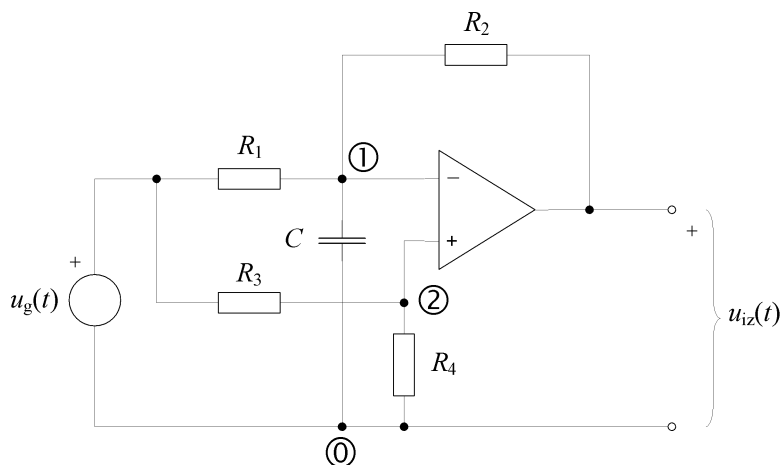 R2
R1
①
−
+
C
+
+
R3
②
ug(t)
uiz(t)
R4
⓪